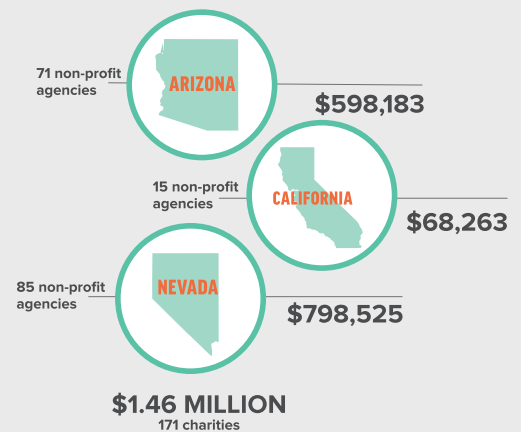 71 non-profit
agencies
ARIZONA
$598,183
15 non-profit
agencies
CALIFORNIA
$68,263
85 non-profit
agencies
NEVADA
$798,525
$1.46 MILLION
171 charities